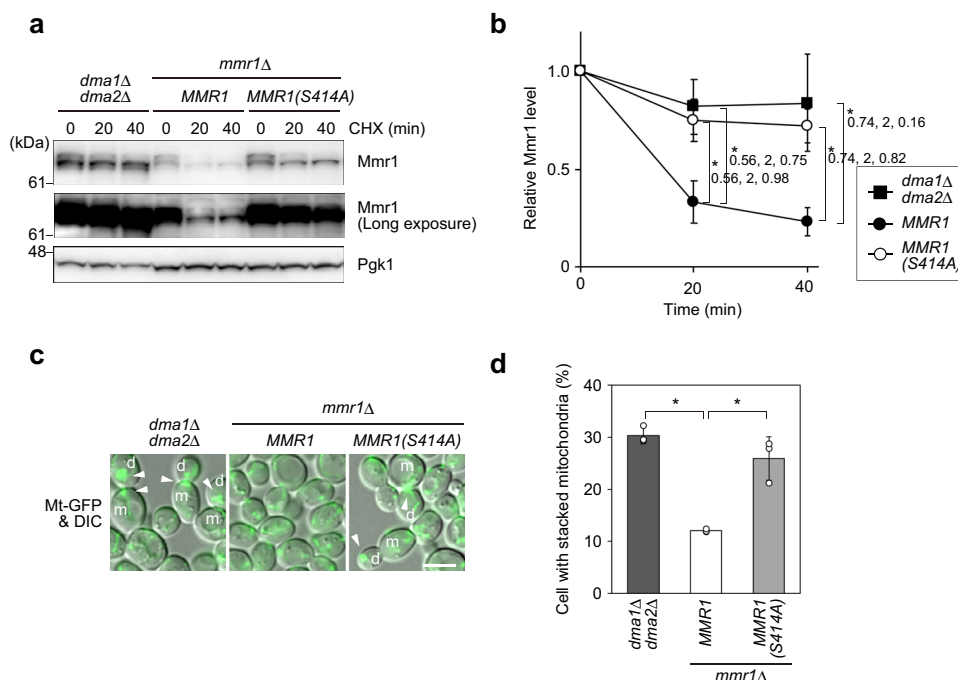 a
mmr1Δ
dma1Δ
dma2Δ
MMR1
MMR1(S414A)
0 20 40 0 20 40 0 20 40 CHX (min)
(kDa)
Mmr1
61
Mmr1
(Long exposure)
61
48
Pgk1
b
Relative Mmr1 level
1.0
0.5
0
0
20
40
Time (min)
*
0.56, 2, 0.98
*
0.56, 2, 0.75
*
0.74, 2, 0.82
*
0.74, 2, 0.16
dma1Δ
dma2Δ
MMR1
MMR1
(S414A)
c
mmr1Δ
dma1Δ
dma2Δ
MMR1
MMR1(S414A)
Mt-GFP
& DIC
d
d
d
m
m
m
m
d
m
d
d
Cell with stacked mitochondria (%)
40
30
20
10
0
*
*
dma1Δ
dma2Δ
MMR1
MMR1
(S414A)
mmr1Δ